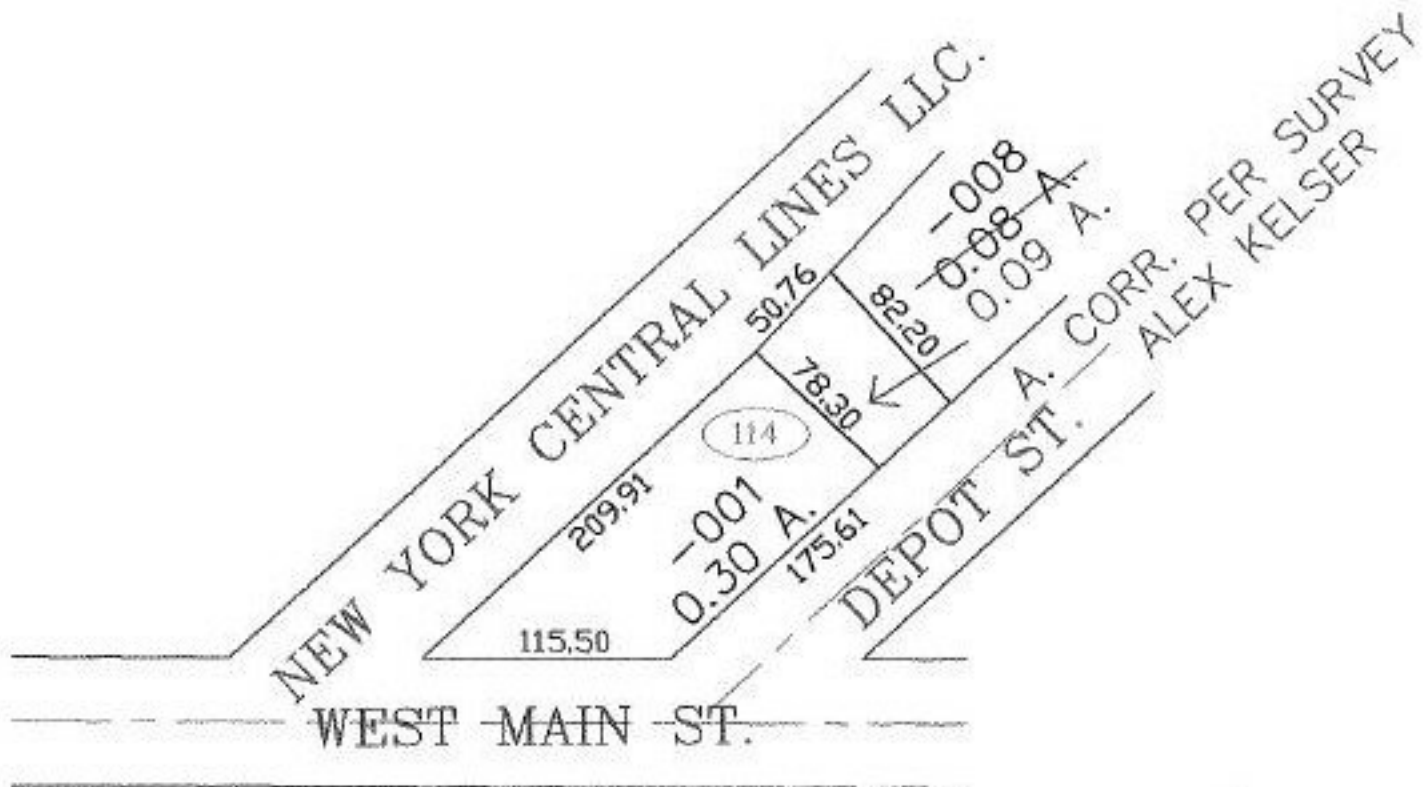 NEW YORK CENTRAL LINES LLC.
-008
0.08 A.
0.09 A.
A. CORR. PER SURVEY
ALEX KELSER
50.76
82.20
78.30
114
209.91
-001
0.30 A.
175.61
DEPOT ST.
115.50
WEST MAIN ST.